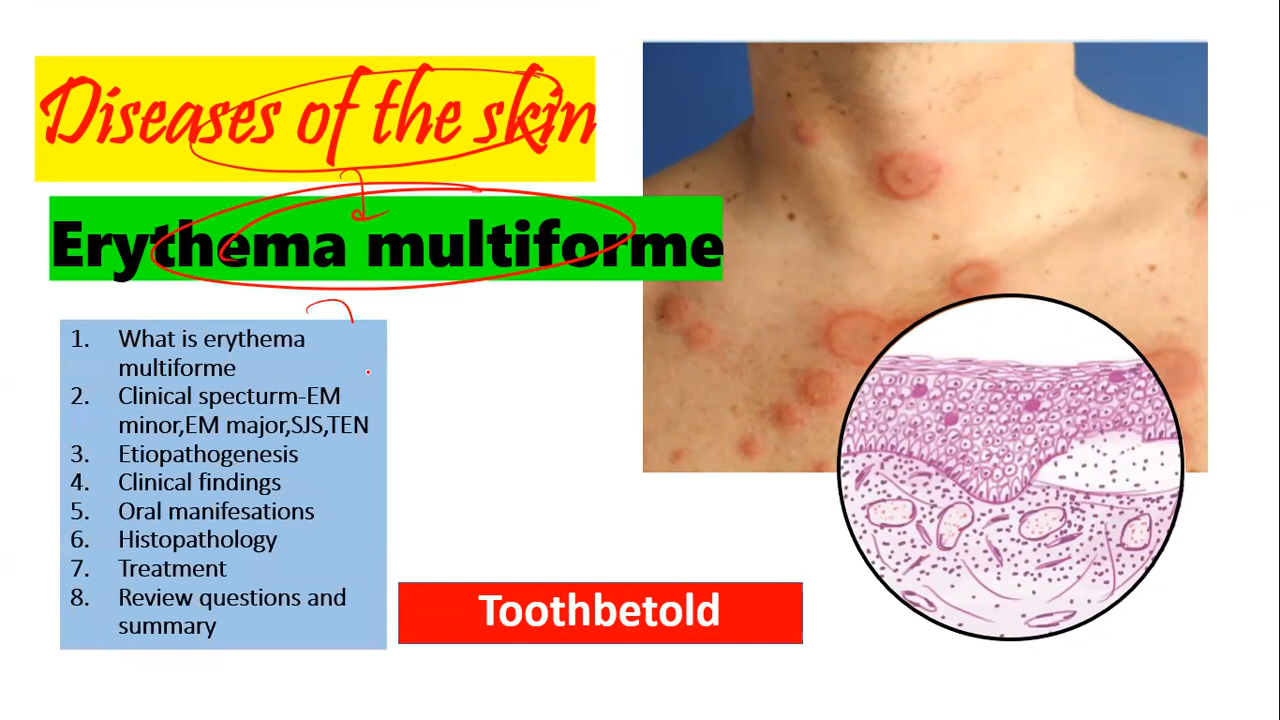 Diseases of the skin
Erythema multiforme
1. What is erythema
multiforme
2. Clinical specturm-EM
minor,EM major,SJS,TEN
3. Etiopathogenesis
4. Clinical findings
5. Oral manifesations
6. Histopathology
7. Treatment
8. Review questions and
summary
Toothbetold